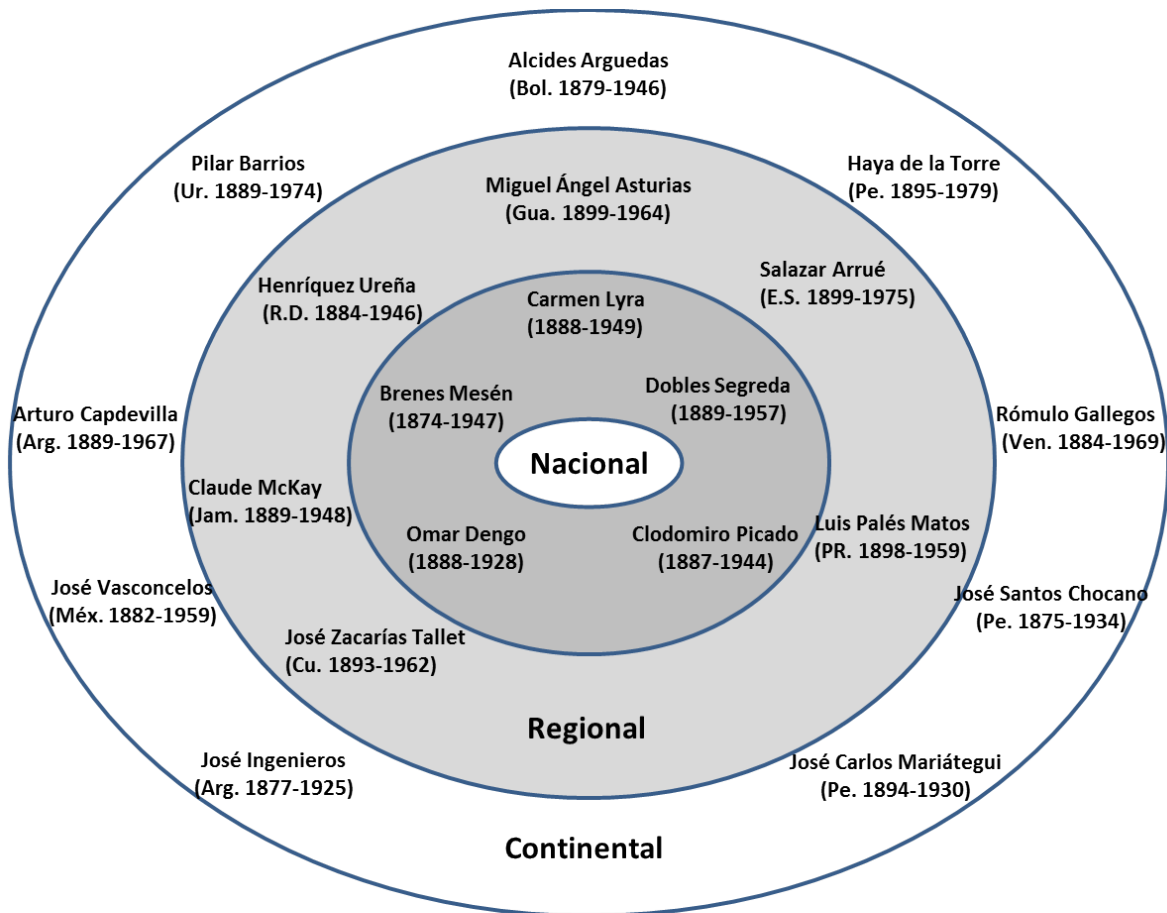 Alcides Arguedas
(Bol. 1879-1946)
Pilar Barrios
(Ur. 1889-1974)
Haya de la Torre
(Pe. 1895-1979)
Miguel Ángel Asturias
(Gua. 1899-1964)
Henríquez Ureña
(R.D. 1884-1946)
Salazar Arrué
(E.S. 1899-1975)
Carmen Lyra
(1888-1949)
Brenes Mesén
(1874-1947)
Dobles Segreda
(1889-1957)
Arturo Capdevilla
(Arg. 1889-1967)
Rómulo Gallegos
(Ven. 1884-1969)
Nacional
Claude McKay
(Jam. 1889-1948)
Omar Dengo
(1888-1928)
Clodomiro Picado
(1887-1944)
Luis Palés Matos
(PR. 1898-1959)
José Vasconcelos
(Méx. 1882-1959)
José Santos Chocano
(Pe. 1875-1934)
José Zacarías Tallet
(Cu. 1893-1962)
Regional
José Ingenieros
(Arg. 1877-1925)
José Carlos Mariátegui
(Pe. 1894-1930)
Continental